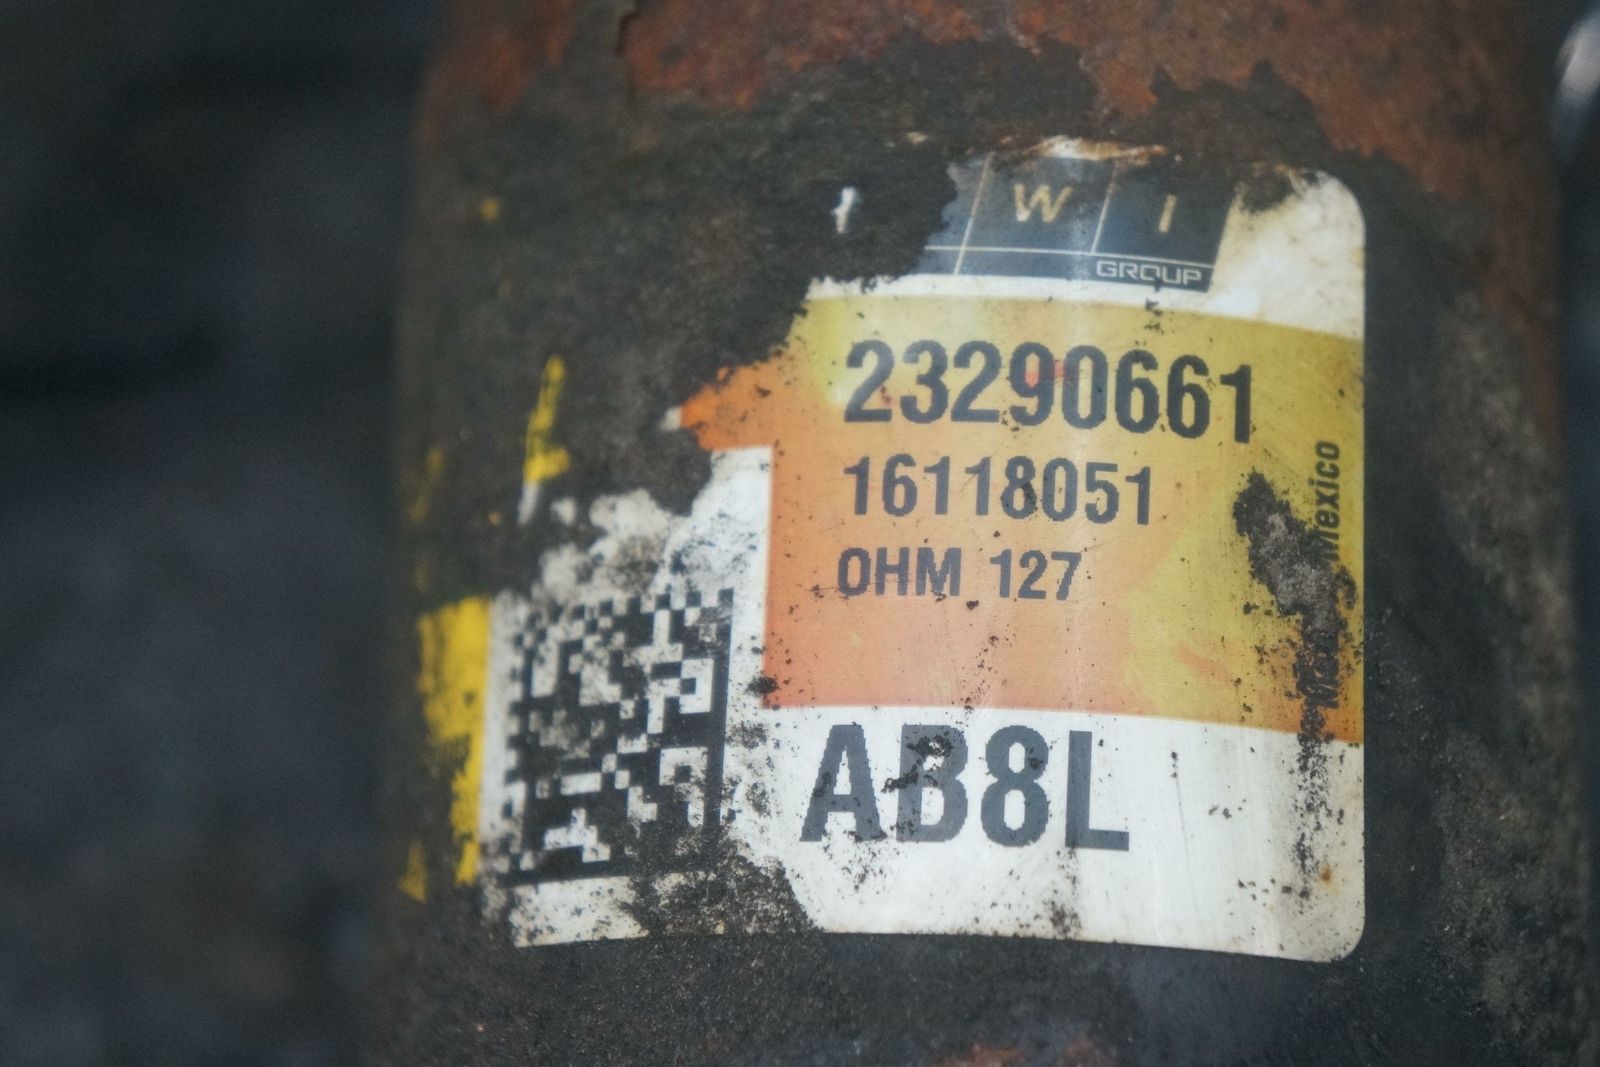 I W I
GROUP
23290661
16118051
OHM 127
AB8L
Mexico